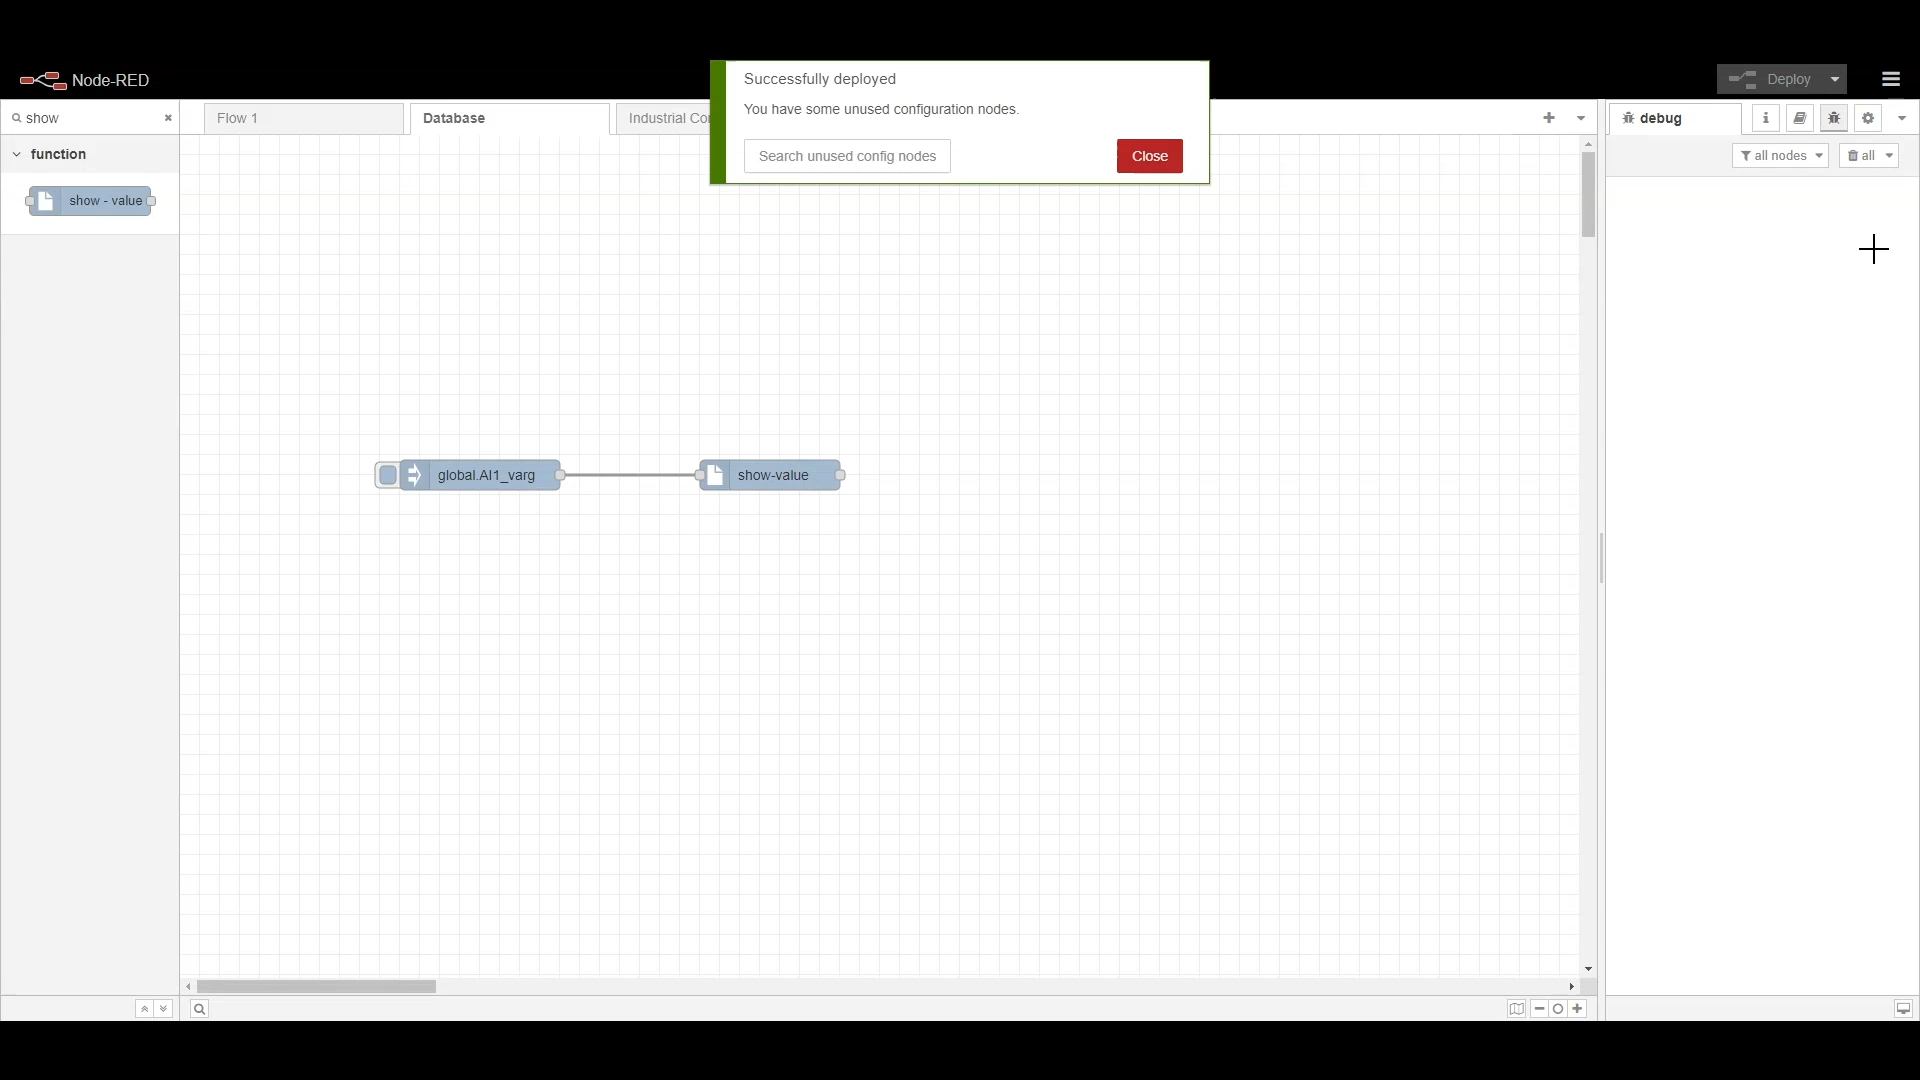 Node-RED
Successfully deployed
You have some unused configuration nodes.
Search unused config nodes
Close
Deploy
show
Flow 1
Database
Industrial Co
debug
function
all nodes
all
show - value
global.AI1_varg
show-value